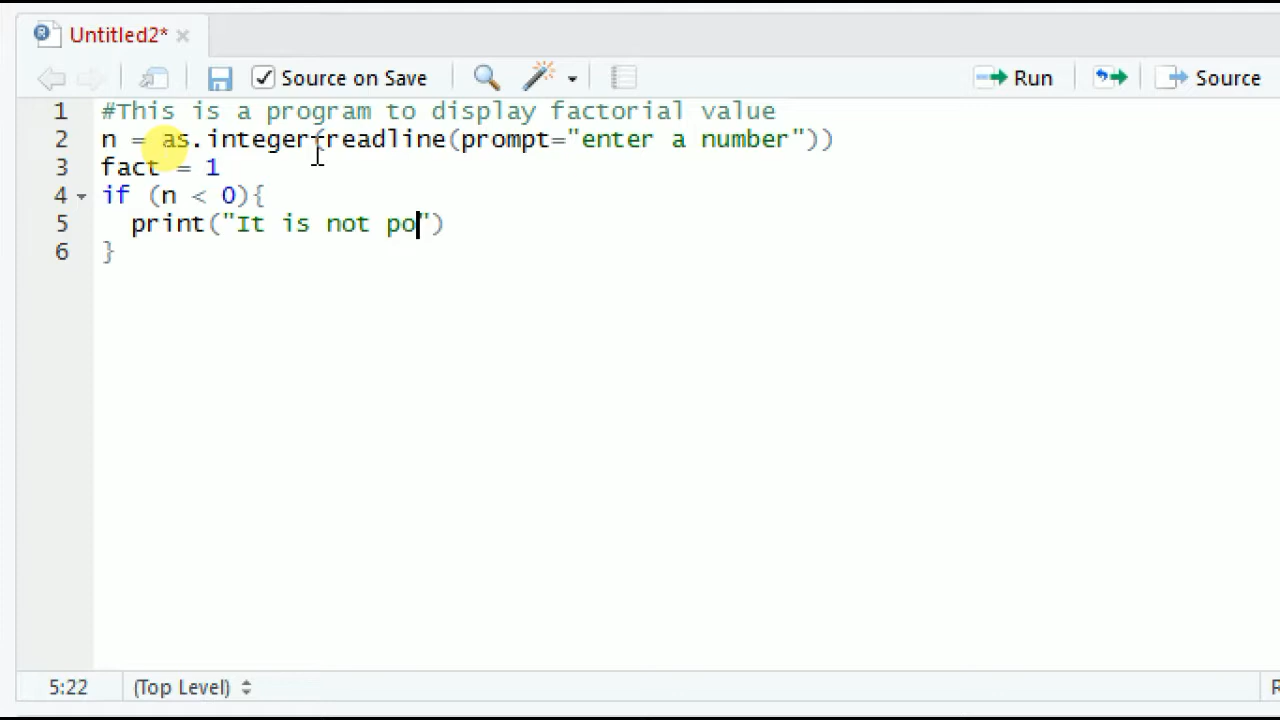 Untitled2*
Source on Save Run Source
1 #This is a program to display factorial value
2 n = as.integer(readline(prompt="enter a number"))
3 fact = 1
4 if (n < 0){
5 print("It is not po")
6 }
5:22 (Top Level) R